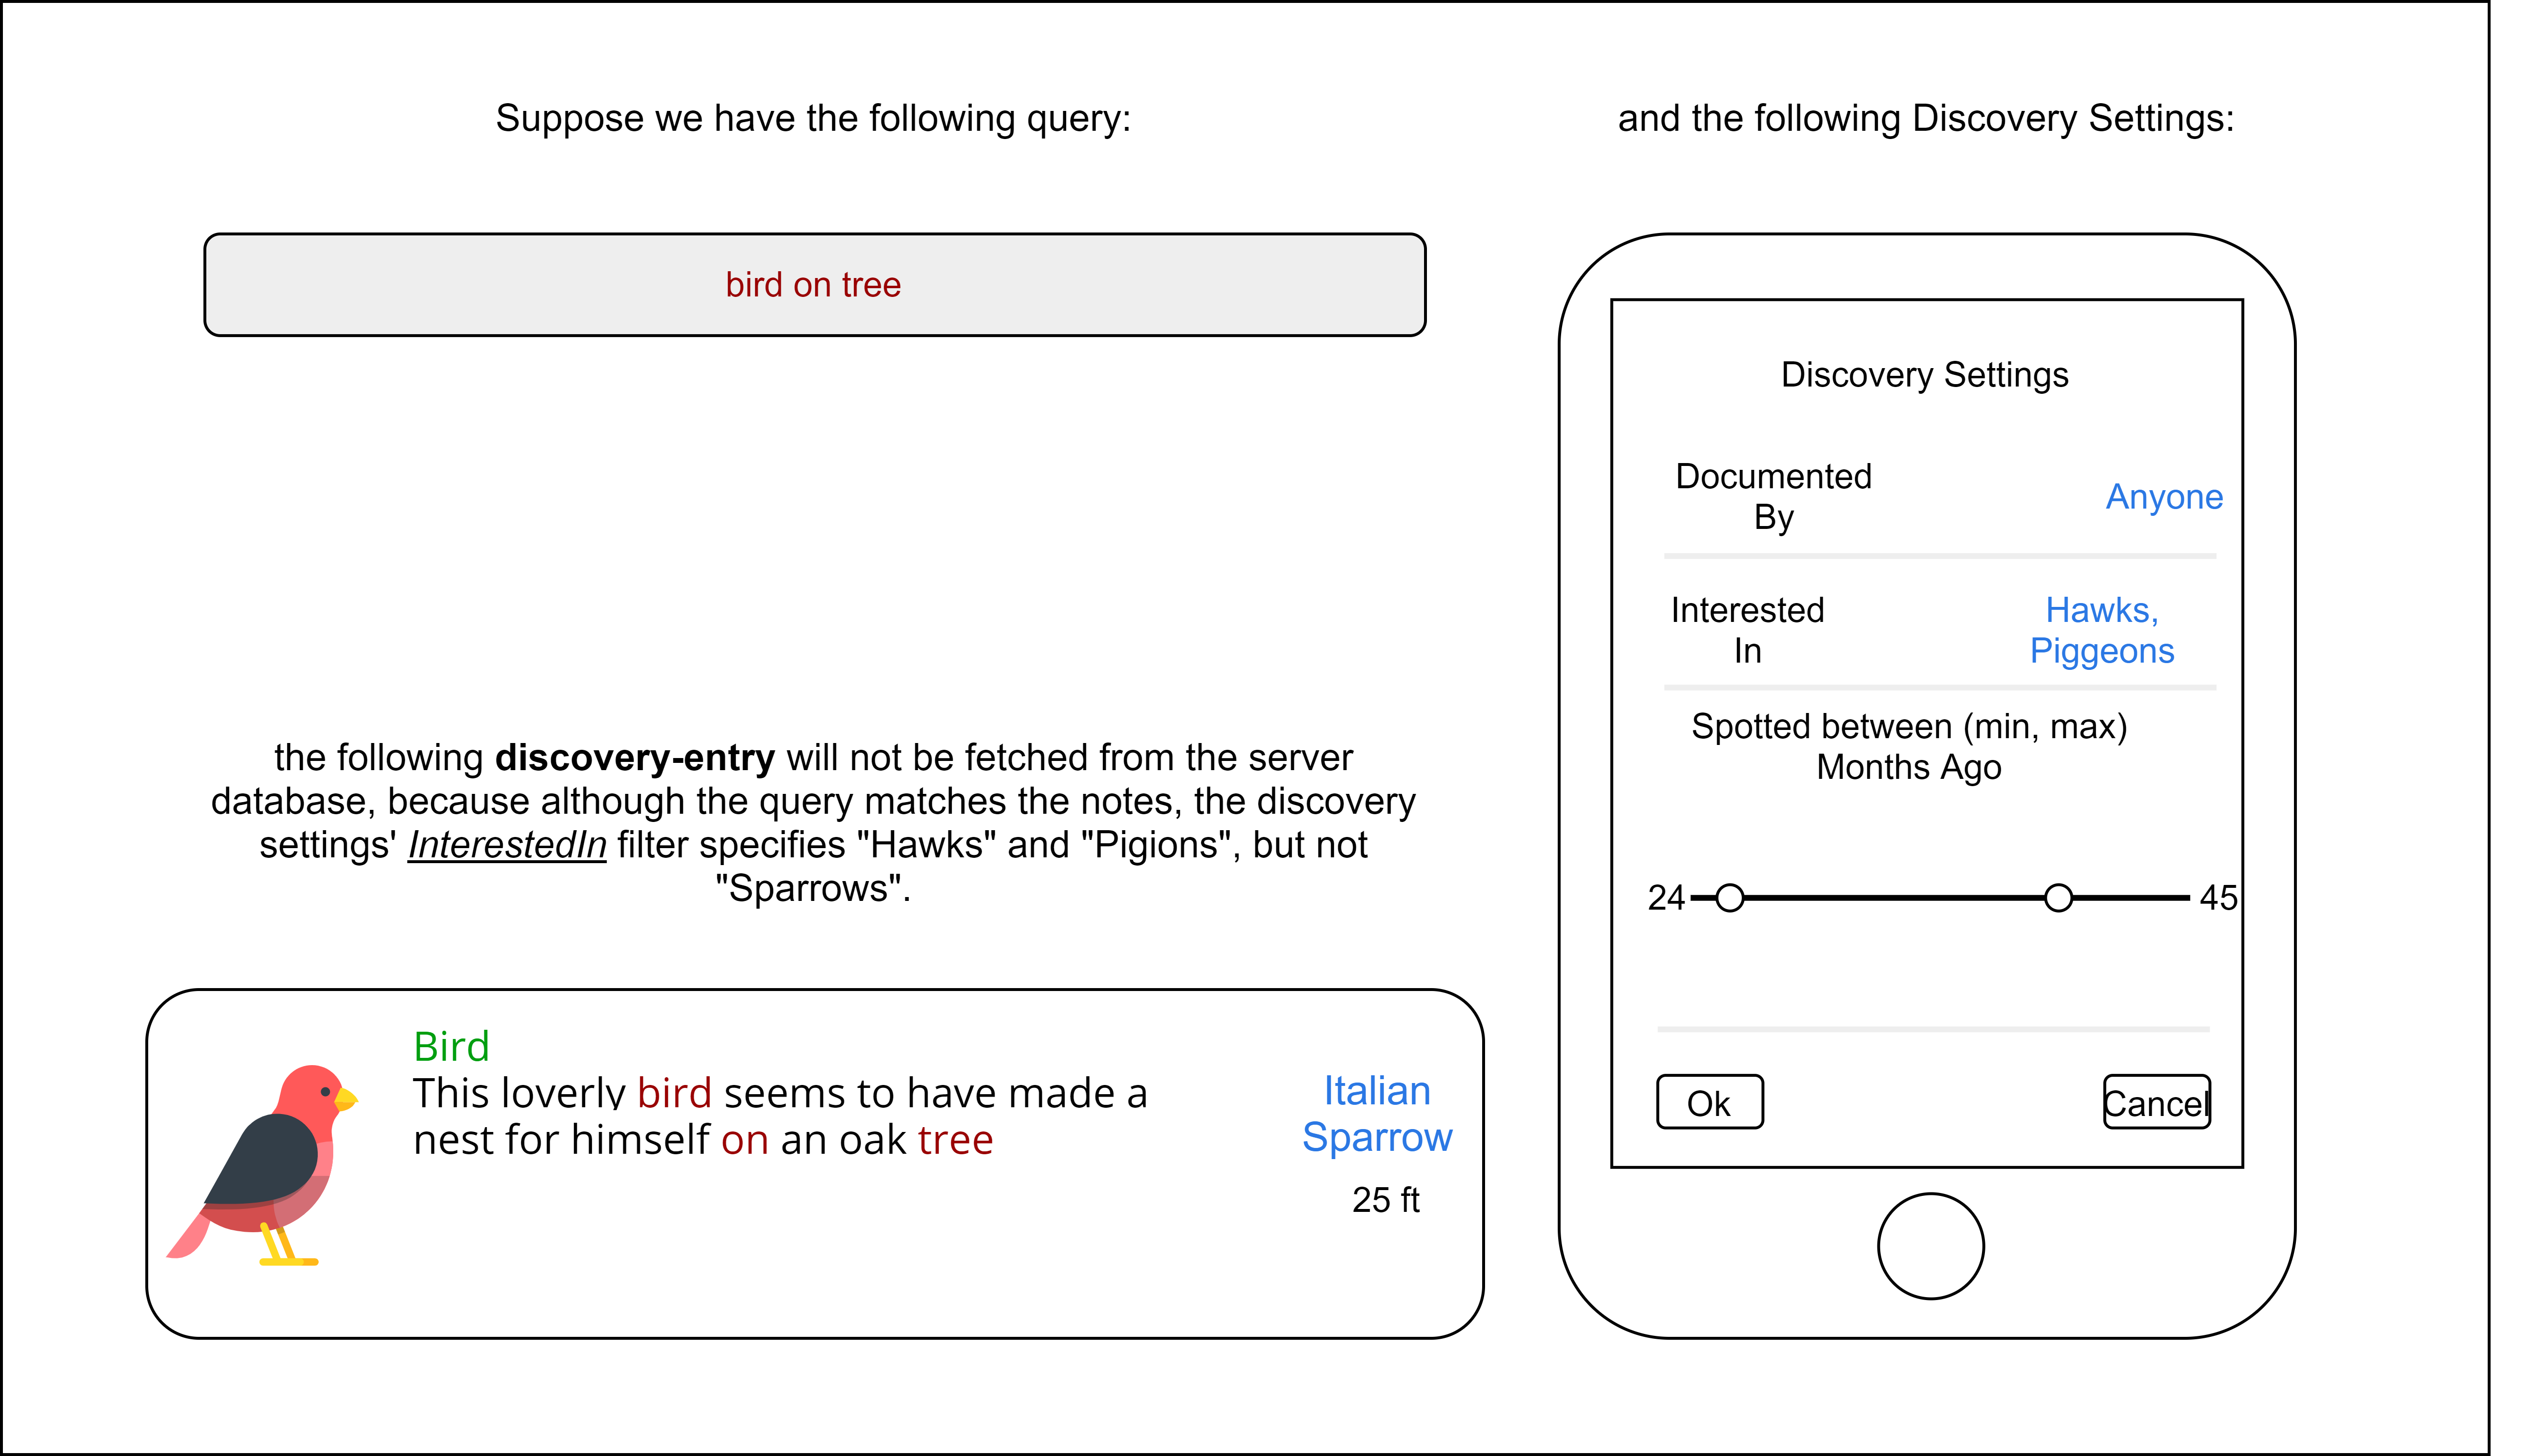 Suppose we have the following query:
bird on tree
the following discovery-entry will not be fetched from the server
database, because although the query matches the notes, the discovery
settings' InterestedIn filter specifies "Hawks" and "Pigions", but not
"Sparrows".
Bird
This loverly bird seems to have made a
nest for himself on an oak tree
Italian
Sparrow
25 ft
and the following Discovery Settings:
Discovery Settings
Documented
By
Anyone
Interested
In
Hawks,
Piggeons
Spotted between (min, max)
Months Ago
24
45
Ok
Cancel